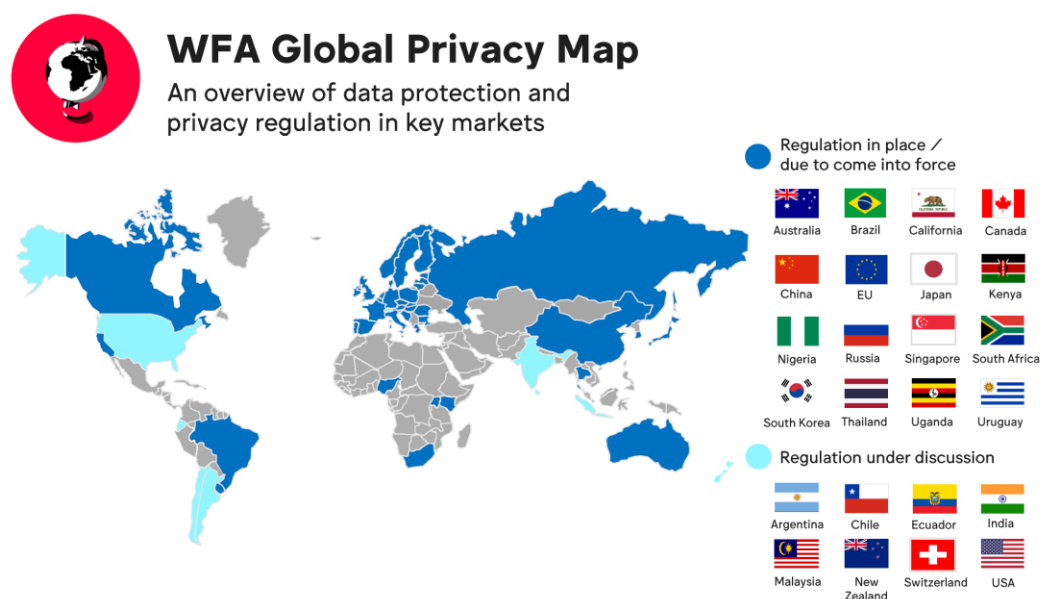 WFA Global Privacy Map
An overview of data protection and
privacy regulation in key markets
Regulation in place /
due to come into force
Australia
Brazil
California
Canada
China
EU
Japan
Kenya
Nigeria
Russia
Singapore
South Africa
South Korea
Thailand
Uganda
Uruguay
Regulation under discussion
Argentina
Chile
Ecuador
India
Malaysia
New
Zealand
Switzerland
USA